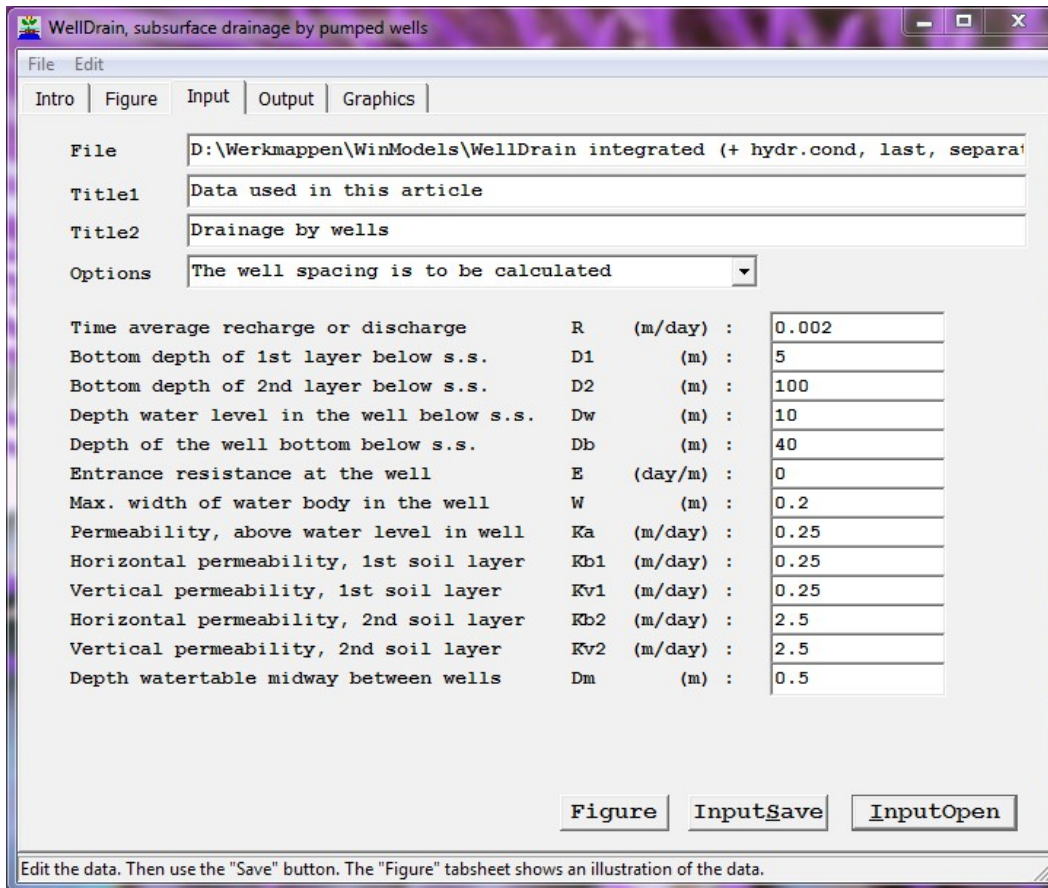 WellDrain, subsurface drainage by pumped wells
File Edit
Intro Figure Input Output Graphics
File D:\Werkmappen\WinModels\WellDrain integrated (+ hydr.cond, last, separat
Title1 Data used in this article
Title2 Drainage by wells
Options The well spacing is to be calculated
Time average recharge or discharge R (m/day) : 0.002
Bottom depth of 1st layer below s.s. D1 (m) : 5
Bottom depth of 2nd layer below s.s. D2 (m) : 100
Depth water level in the well below s.s. Dw (m) : 10
Depth of the well bottom below s.s. Db (m) : 40
Entrance resistance at the well E (day/m) : 0
Max. width of water body in the well W (m) : 0.2
Permeability, above water level in well Ka (m/day) : 0.25
Horizontal permeability, 1st soil layer Kb1 (m/day) : 0.25
Vertical permeability, 1st soil layer Kv1 (m/day) : 0.25
Horizontal permeability, 2nd soil layer Kb2 (m/day) : 2.5
Vertical permeability, 2nd soil layer Kv2 (m/day) : 2.5
Depth watertable midway between wells Dm (m) : 0.5
Figure InputSave InputOpen
Edit the data. Then use the "Save" button. The "Figure" tabsheet shows an illustration of the data.